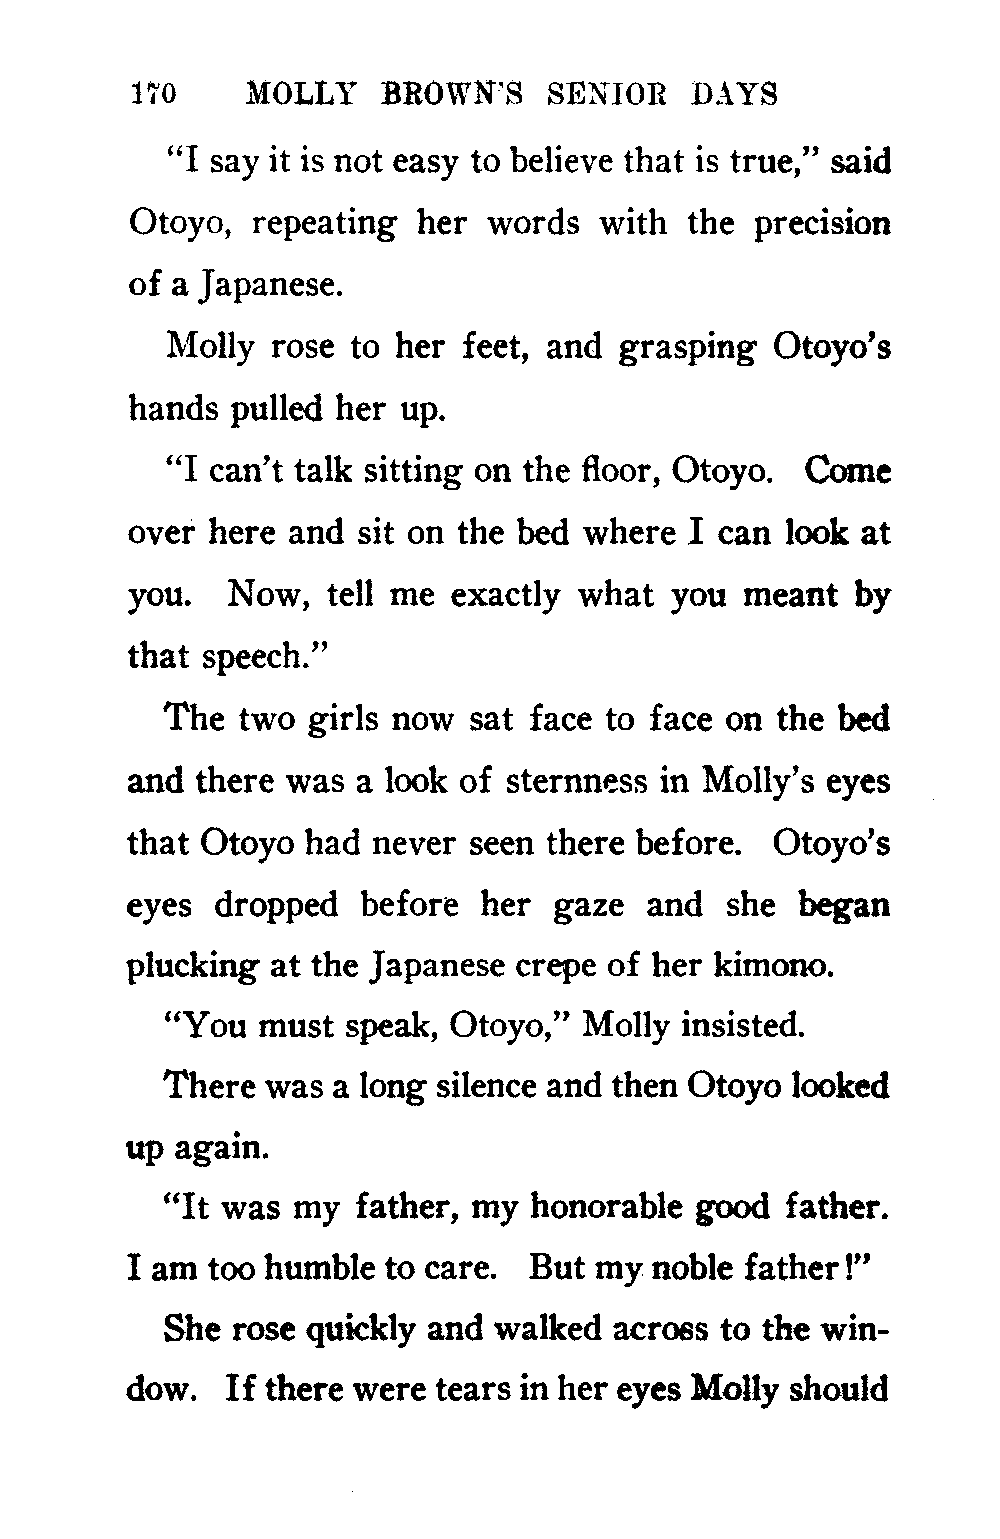 170 MOLLY BROWN'S SENIOR DAYS
"I say it is not easy to believe that is true," said
Otoyo, repeating her words with the precision
of a Japanese.
Molly rose to her feet, and grasping Otoyo's
hands pulled her up.
"I can't talk sitting on the floor, Otoyo. Come
over here and sit on the bed where I can look at
you. Now, tell me exactly what you meant by
that speech."
The two girls now sat face to face on the bed
and there was a look of sternness in Molly's eyes
that Otoyo had never seen there before. Otoyo's
eyes dropped before her gaze and she began
plucking at the Japanese crepe of her kimono.
"You must speak, Otoyo," Molly insisted.
There was a long silence and then Otoyo looked
up again.
"It was my father, my honorable good father.
I am too humble to care. But my noble father!"
She rose quickly and walked across to the win-
dow. If there were tears in her eyes Molly should